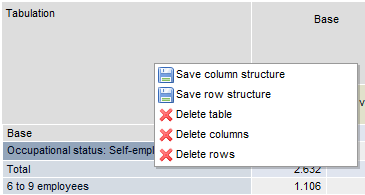 Tabulation
Base
Save column structure
Save row structure
Delete table
Delete columns
Delete rows
Base
Occupational status: Self-empl
Total 2.632
6 to 9 employees 1.106